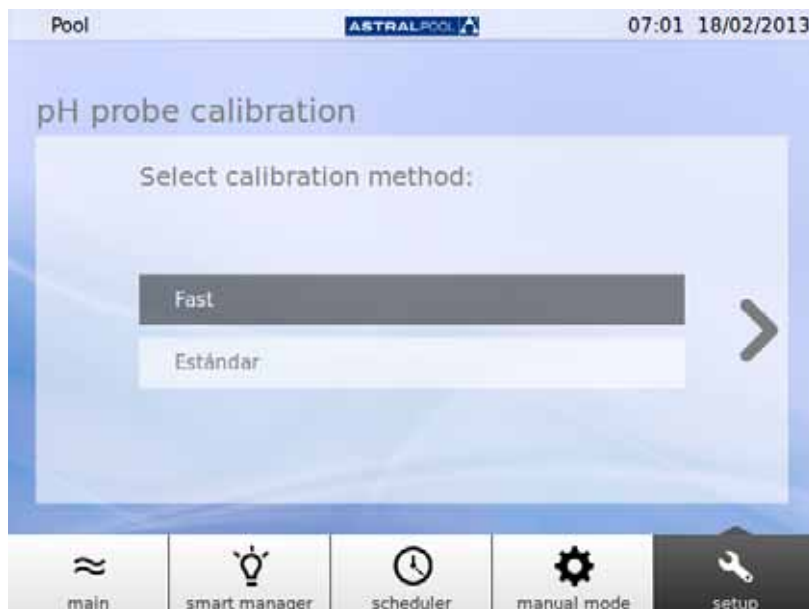 Pool ASTRALPOOL 07:01 18/02/2013
pH probe calibration
Select calibration method:
Fast
Estándar
main smart manager scheduler manual mode setup